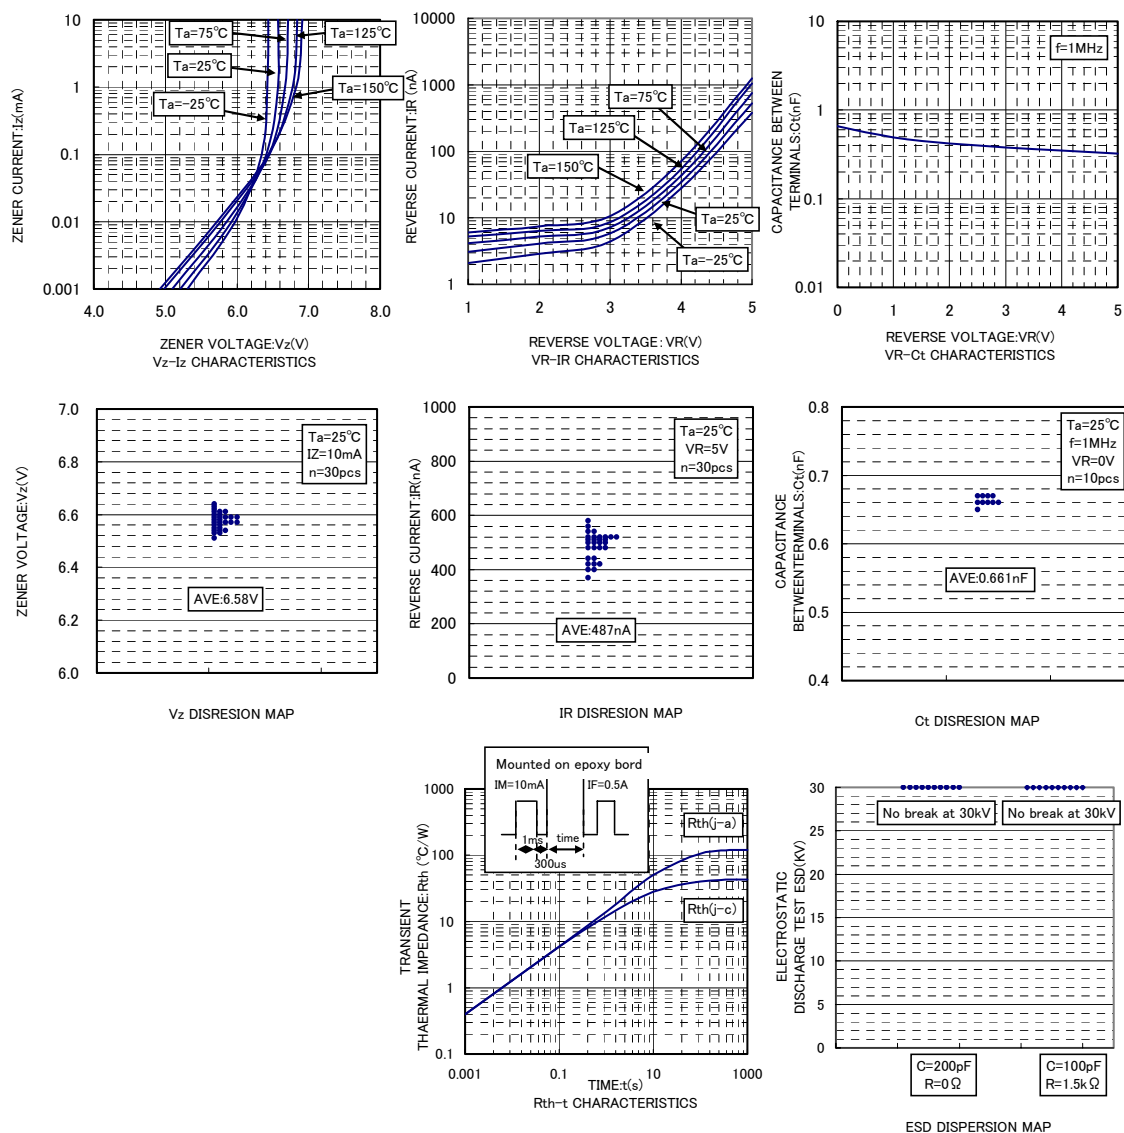 ZENER CURRENT:Iz(mA)
10
1
0.1
0.01
0.001
Ta=75℃
Ta=125℃
Ta=25℃
Ta=150℃
Ta=-25℃
4.0 5.0 6.0 7.0 8.0
ZENER VOLTAGE:Vz(V)
Vz-Iz CHARACTERISTICS
REVERSE CURRENT:IR (nA)
10000
1000
100
10
1
Ta=75℃
Ta=125℃
Ta=150℃
Ta=25℃
Ta=-25℃
1 2 3 4 5
REVERSE VOLTAGE:VR(V)
VR-IR CHARACTERISTICS
CAPACITANCE BETWEEN
TERMINALS:Ct(nF)
10
1
0.1
0.01
f=1MHz
0 1 2 3 4 5
REVERSE VOLTAGE:VR(V)
VR-Ct CHARACTERISTICS
ZENER VOLTAGE:Vz(V)
7.0
6.8
6.6
6.4
6.2
6.0
Ta=25℃
IZ=10mA
n=30pcs
AVE:6.58V
Vz DISRESION MAP
REVERSE CURRENT:IR(nA)
1000
800
600
400
200
0
Ta=25℃
VR=5V
n=30pcs
AVE:487nA
IR DISRESION MAP
CAPACITANCE
BETWEENTERMINALS:Ct(nF)
0.8
0.7
0.6
0.5
0.4
Ta=25℃
f=1MHz
VR=0V
n=10pcs
AVE:0.661nF
Ct DISRESION MAP
TRANSIENT
THAERMAL IMPEDANCE:Rth (℃/W)
1000
100
10
1
0.1
Mounted on epoxy bord
IM=10mA IF=0.5A
1ms time
300us
Rth(j-a)
Rth(j-c)
0.001 0.1 10 1000
TIME:t(s)
Rth-t CHARACTERISTICS
ELECTROSTATIC
DISCHARGE TEST ESD(KV)
30
25
20
15
10
5
0
No break at 30kV No break at 30kV
C=200pF
R=0Ω
C=100pF
R=1.5kΩ
ESD DISPERSION MAP